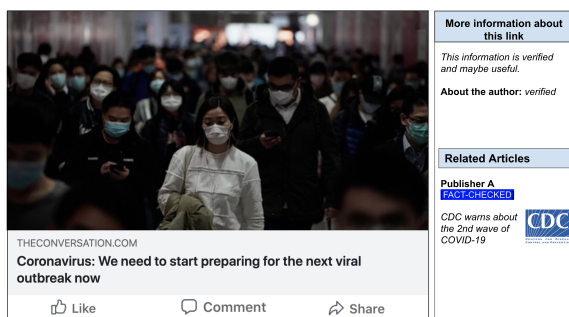 THECONVERSATION.COM
Coronavirus: We need to start preparing for the next viral
outbreak now
Like
Comment
Share
More information about
this link
This information is verified
and maybe useful.
About the author: verified
Related Articles
Publisher A
FACT-CHECKED
CDC warns about
the 2nd wave of
COVID-19
CDC